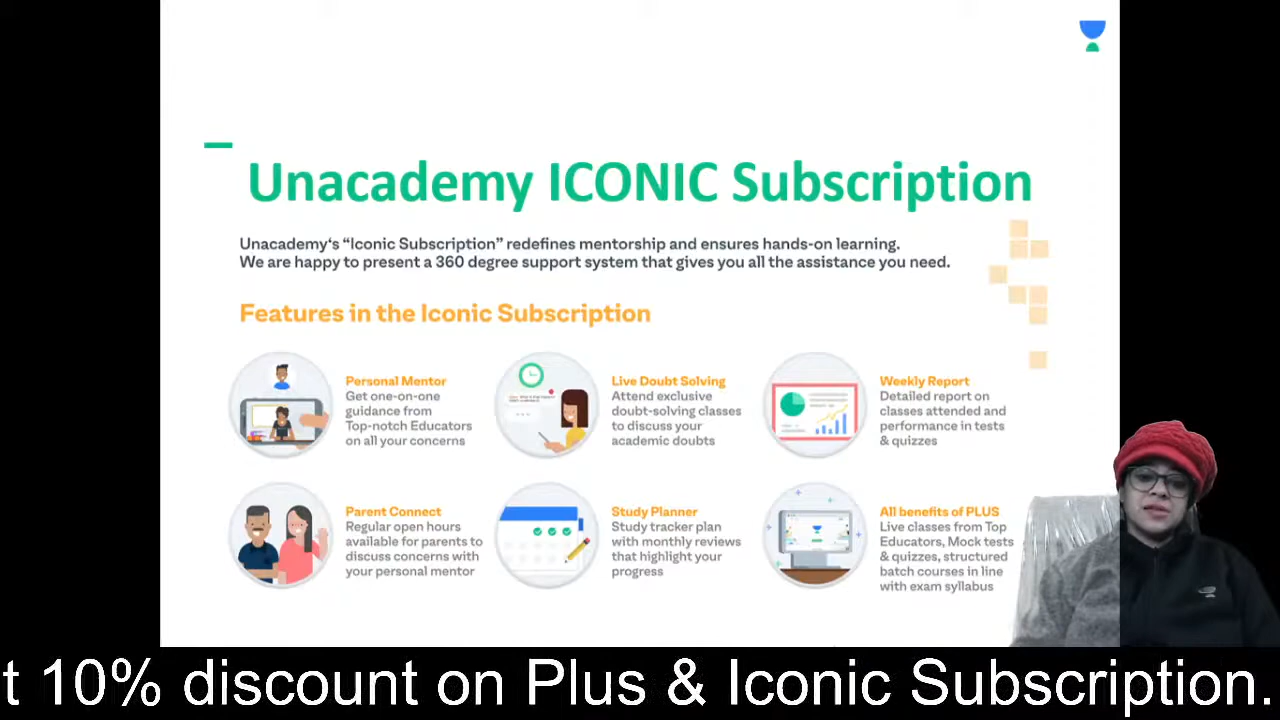 Unacademy ICONIC Subscription
Unacademy's “Iconic Subscription” redefines mentorship and ensures hands-on learning.
We are happy to present a 360 degree support system that gives you all the assistance you need.
Features in the Iconic Subscription
Personal Mentor
Get one-on-one
guidance from
Top-notch Educators
on all your concerns
Live Doubt Solving
Attend exclusive
doubt-solving classes
to discuss your
academic doubts
Weekly Report
Detailed report on
classes attended and
performance in tests
& quizzes
Parent Connect
Regular open hours
available for parents to
discuss concerns with
your personal mentor
Study Planner
Study tracker plan
with monthly reviews
that highlight your
progress
All benefits of PLUS
Live classes from Top
Educators, Mock tests
& quizzes, structured
batch courses in line
with exam syllabus
t 10% discount on Plus & Iconic Subscription.